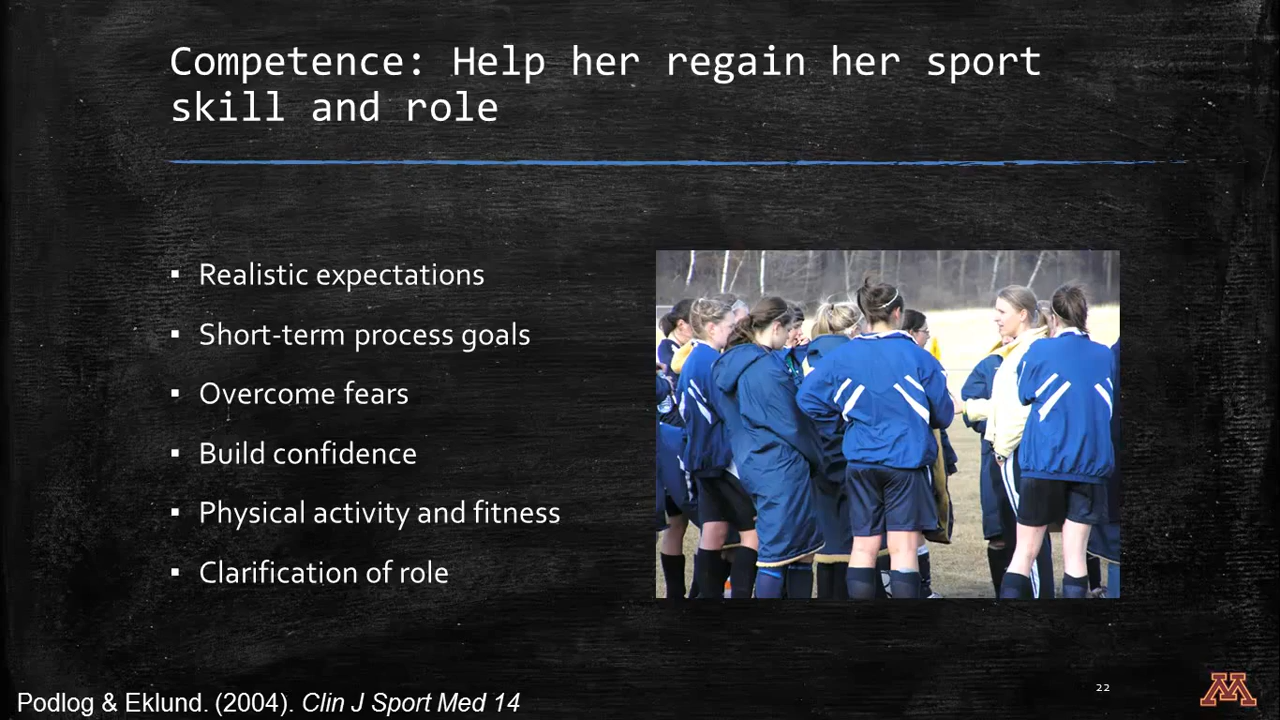 Competence: Help her regain her sport
skill and role
▪ Realistic expectations
▪ Short-term process goals
▪ Overcome fears
▪ Build confidence
▪ Physical activity and fitness
▪ Clarification of role
Podlog & Eklund. (2004). Clin J Sport Med 14
22
M